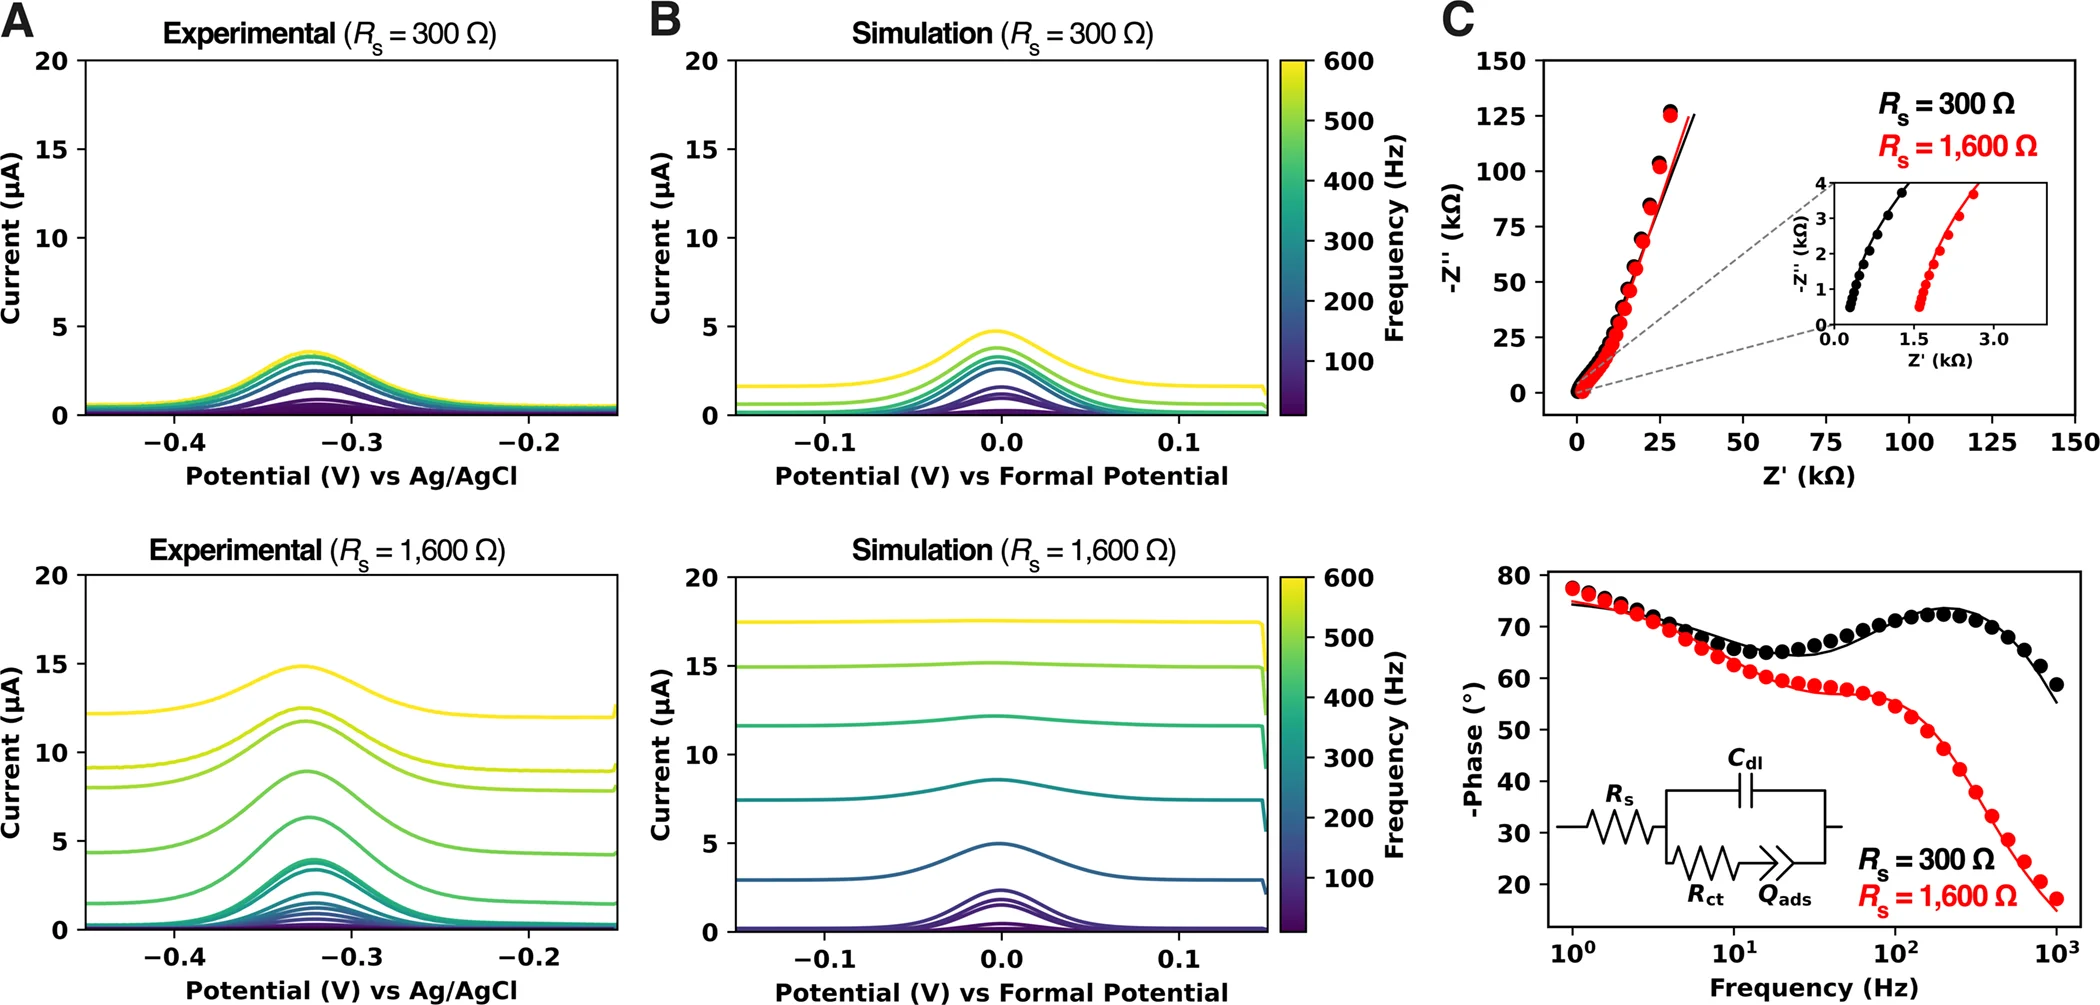 A
Experimental (Rs = 300 Ω)
20
15
10
5
0
Current (µA)
−0.4
−0.3
−0.2
Potential (V) vs Ag/AgCl
B
Simulation (Rs = 300 Ω)
20
15
10
5
0
Current (µA)
−0.1
0.0
0.1
Potential (V) vs Formal Potential
600
500
400
300
200
100
Frequency (Hz)
C
150
125
100
75
50
25
0
-Z'' (kΩ)
Rs = 300 Ω
Rs = 1,600 Ω
4
3
2
1
0
-Z'' (kΩ)
0.0
1.5
3.0
Z' (kΩ)
0
25
50
75
100
125
150
Z' (kΩ)
Experimental (Rs = 1,600 Ω)
20
15
10
5
0
Current (µA)
−0.4
−0.3
−0.2
Potential (V) vs Ag/AgCl
Simulation (Rs = 1,600 Ω)
20
15
10
5
0
Current (µA)
−0.1
0.0
0.1
Potential (V) vs Formal Potential
600
500
400
300
200
100
Frequency (Hz)
80
70
60
50
40
30
20
-Phase (°)
Cdl
Rs
Rct
Qads
Rs = 300 Ω
Rs = 1,600 Ω
10⁰
10¹
10²
10³
Frequency (Hz)